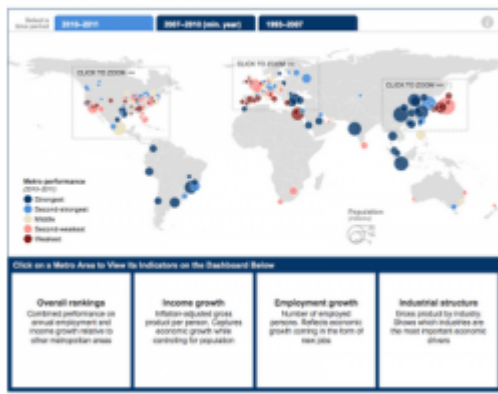 Select a
time period
2010–2011
2007–2010 (min. year)
1993–2007
CLICK TO ZOOM
CLICK TO ZOOM
CLICK TO ZOOM
Metro performance
(2010–2011)
Strongest
Second-strongest
Middle
Second-weakest
Weakest
Population
(millions)
Click on a Metro Area to View its Indicators on the Dashboard Below
Overall rankings
Combined performance on
annual employment and
income growth relative to
other metropolitan areas
Income growth
Inflation-adjusted gross
product per person. Captures
economic growth while
controlling for population
Employment growth
Number of employed
persons. Reflects economic
growth coming in the form of
new jobs
Industrial structure
Gross product by industry.
Shows which industries are
the most important economic
drivers